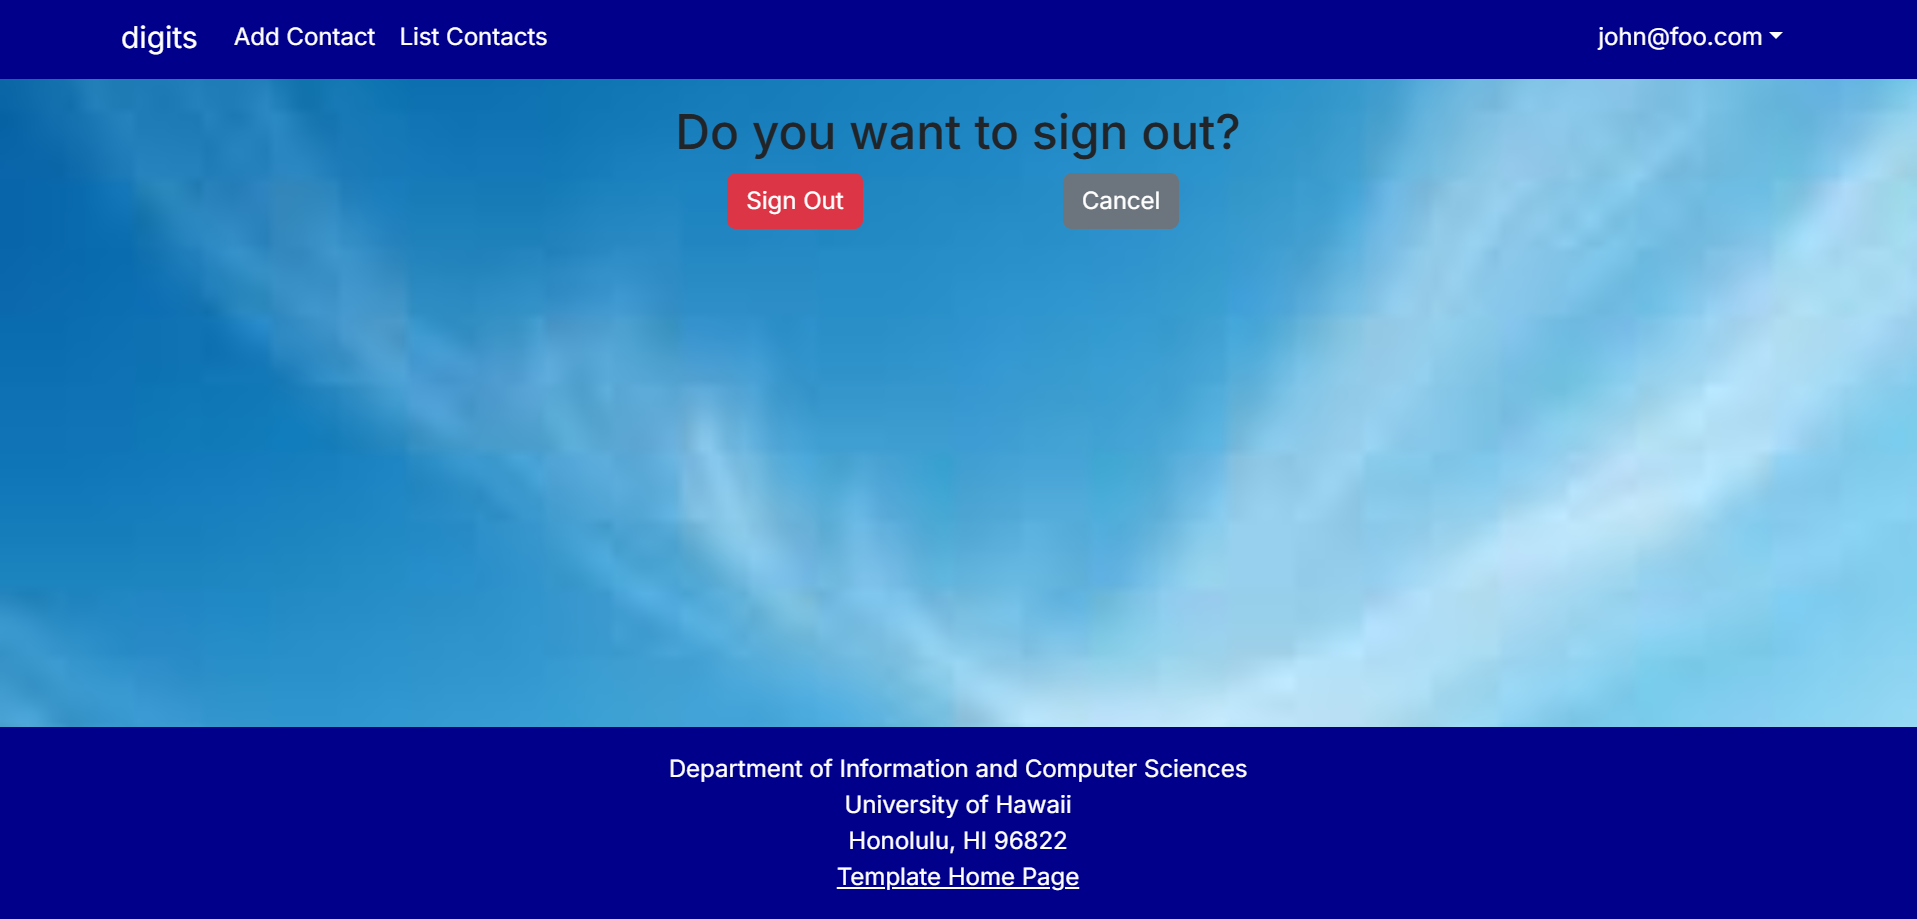 digits Add Contact List Contacts john@foo.com
Do you want to sign out?
Sign Out Cancel
Department of Information and Computer Sciences
University of Hawaii
Honolulu, HI 96822
Template Home Page